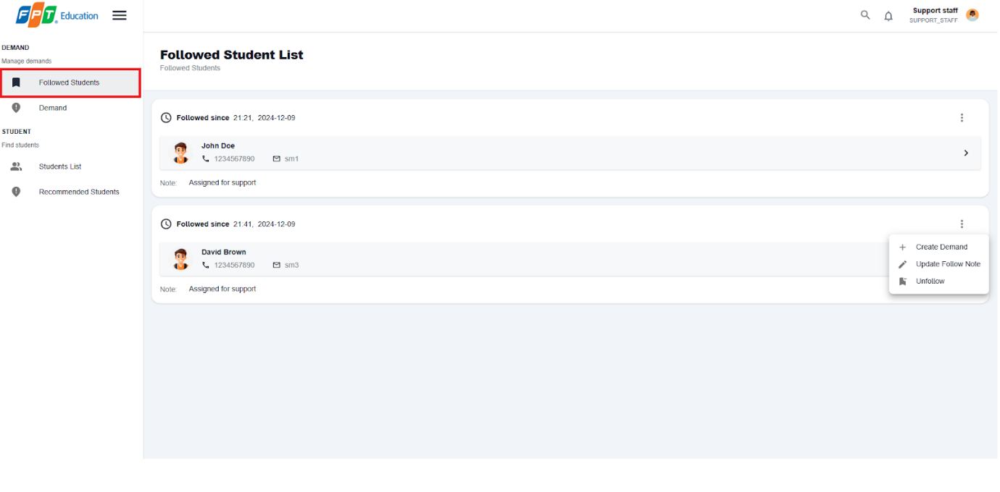 FPT Education
Support staff
SUPPORT_STAFF
DEMAND
Manage demands
Followed Students
Demand
STUDENT
Find students
Students List
Recommended Students
Followed Student List
Followed Students
Followed since 21:21, 2024-12-09
John Doe
1234567890 sm1
Note: Assigned for support
Followed since 21:41, 2024-12-09
David Brown
1234567890 sm3
Note: Assigned for support
Create Demand
Update Follow Note
Unfollow